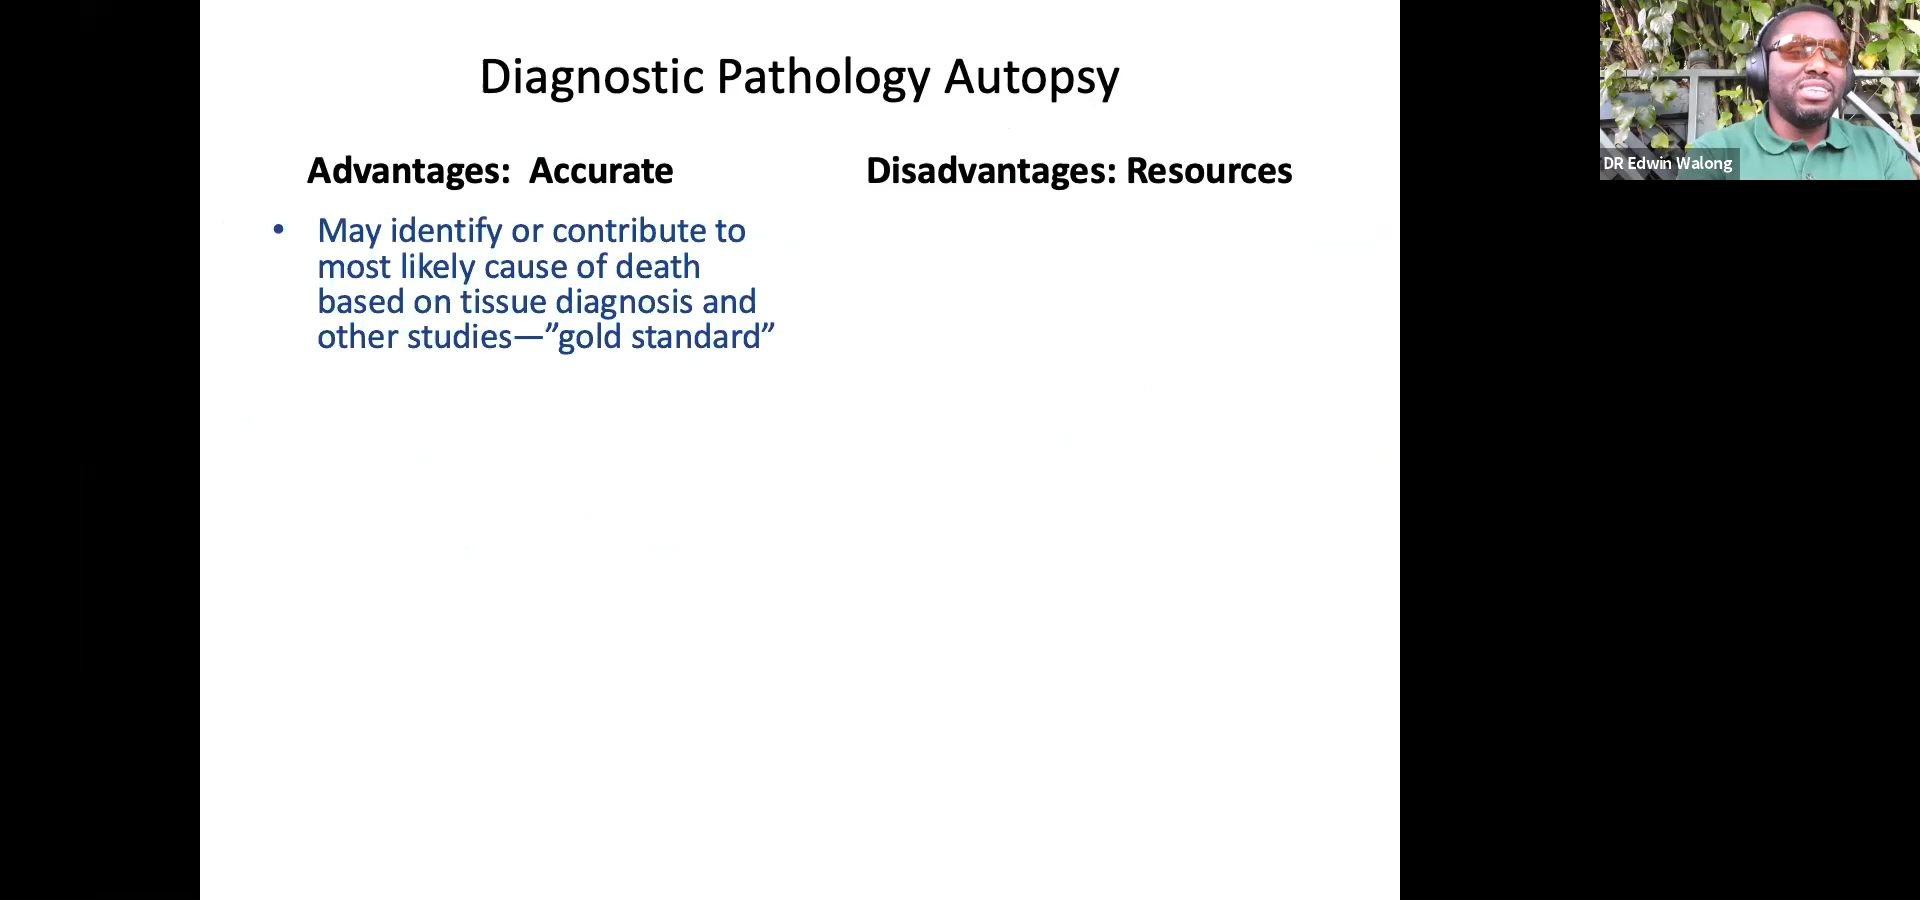 Diagnostic Pathology Autopsy
Advantages:  Accurate
• May identify or contribute to
most likely cause of death
based on tissue diagnosis and
other studies—”gold standard”
Disadvantages: Resources
DR Edwin Walong